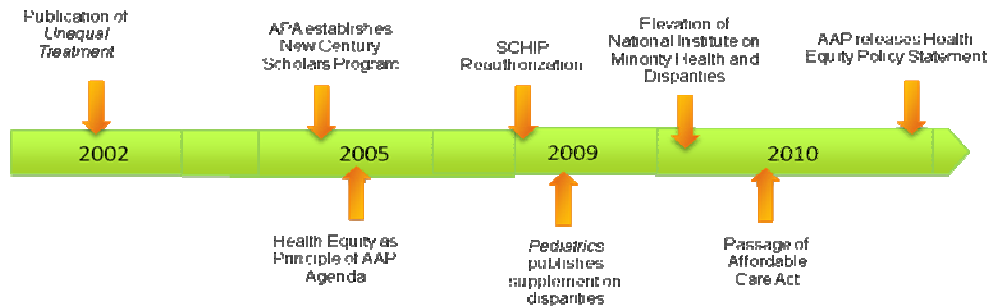 Publication of
Unequal
Treatment
APA establishes
New Century
Scholars Program
SCHIP
Reauthorization
Elevation of
National Institute on
Minority Health and
Disparities
AAP releases Health
Equity Policy Statement
2002
2005
2009
2010
Health Equity as
Principle of AAP
Agenda
Pediatrics
publishes
supplement on
disparities
Passage of
Affordable
Care Act